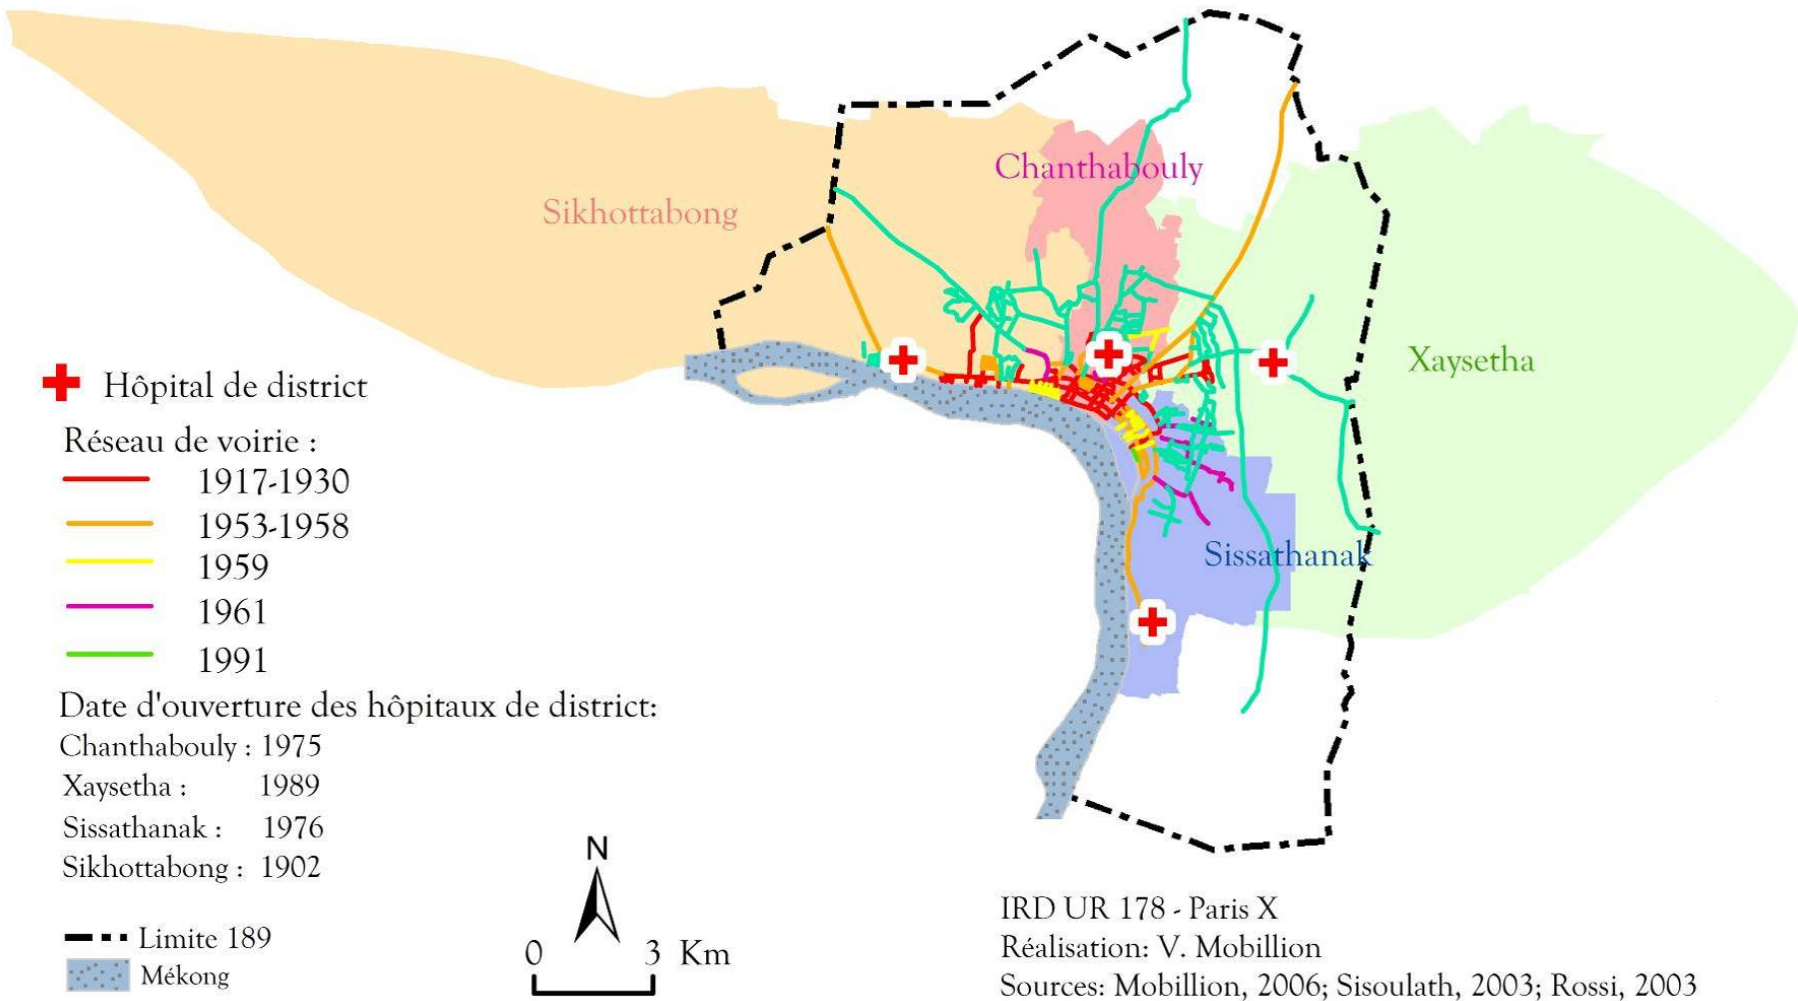 Chanthabouly
Sikhottabong
Xaysetha
Sissathanak
Hôpital de district
Réseau de voirie :
1917-1930
1953-1958
1959
1961
1991
Date d'ouverture des hôpitaux de district:
Chanthabouly : 1975
Xaysetha : 1989
Sissathanak : 1976
Sikhottabong : 1902
Limite 189
Mékong
N
0 3 Km
IRD UR 178 - Paris X
Réalisation: V. Mobillion
Sources: Mobillion, 2006; Sisoulath, 2003; Rossi, 2003